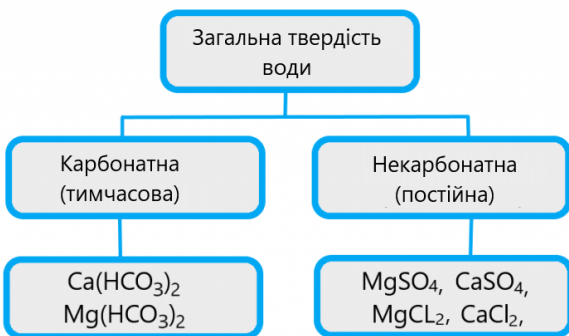 Загальна твердість
води
Карбонатна
(тимчасова)
Некарбонатна
(постійна)
Ca(HCO₃)₂
Mg(HCO₃)₂
MgSO₄, CaSO₄,
MgCL₂, CaCl₂,